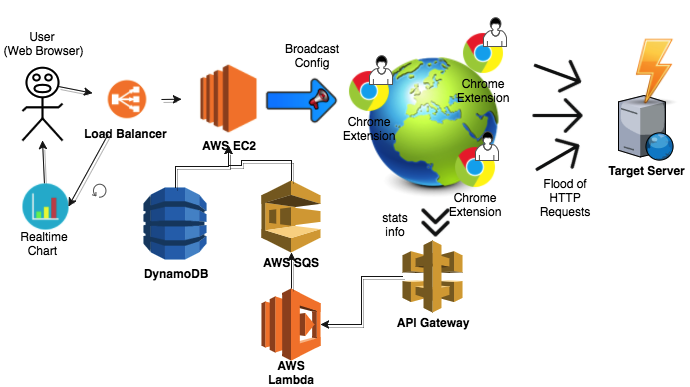 User
(Web Browser)
Load Balancer
AWS EC2
Broadcast
Config
Chrome
Extension
Chrome
Extension
Chrome
Extension
Target Server
Flood of
HTTP
Requests
Realtime
Chart
DynamoDB
AWS SQS
stats
info
API Gateway
AWS
Lambda